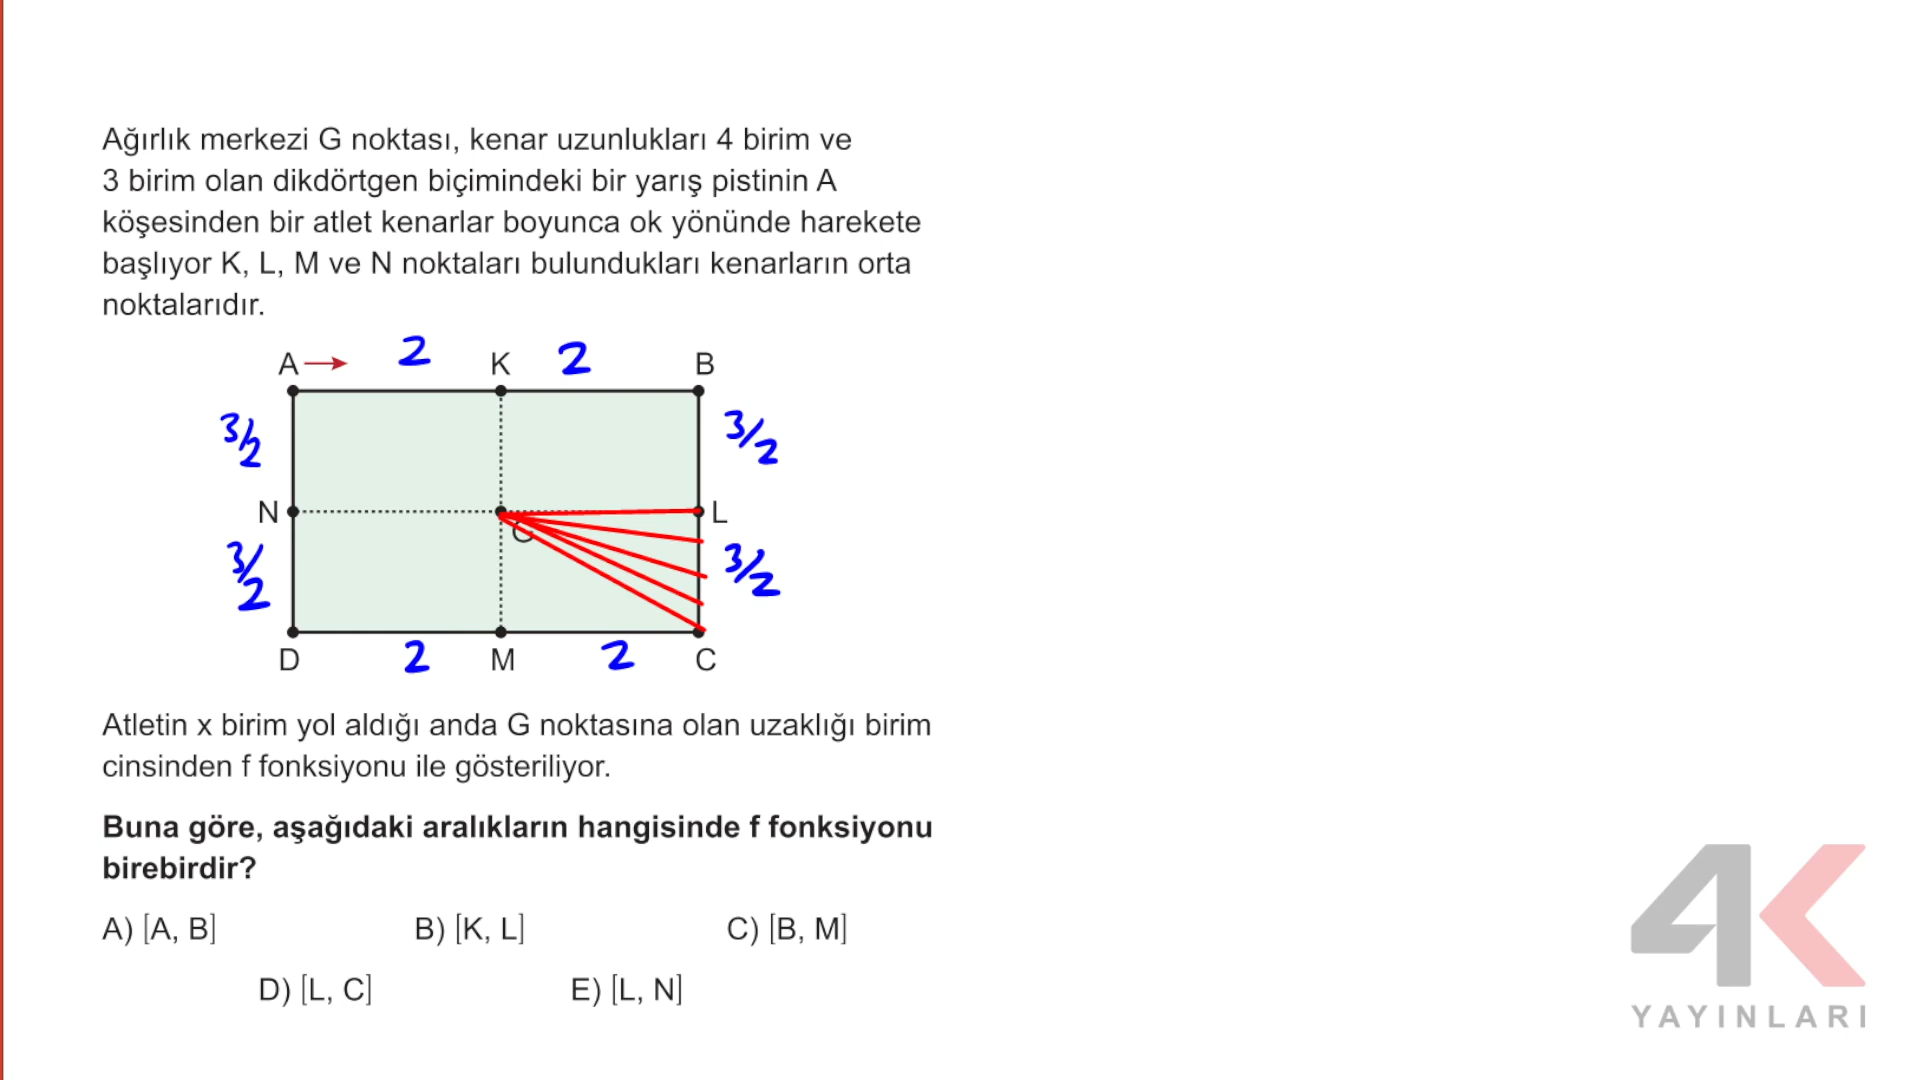 Ağırlık merkezi G noktası, kenar uzunlukları 4 birim ve
3 birim olan dikdörtgen biçimindeki bir yarış pistinin A
köşesinden bir atlet kenarlar boyunca ok yönünde harekete
başlıyor K, L, M ve N noktaları bulundukları kenarların orta
noktalarıdır.
A 2 K 2 B
3/2 3/2
N L
3/2 3/2
D 2 M 2 C
Atletin x birim yol aldığı anda G noktasına olan uzaklığı birim
cinsinden f fonksiyonu ile gösteriliyor.
Buna göre, aşağıdaki aralıkların hangisinde f fonksiyonu
birebirdir?
A) [A, B] B) [K, L] C) [B, M]
D) [L, C] E) [L, N]
4K
YAYINLARI